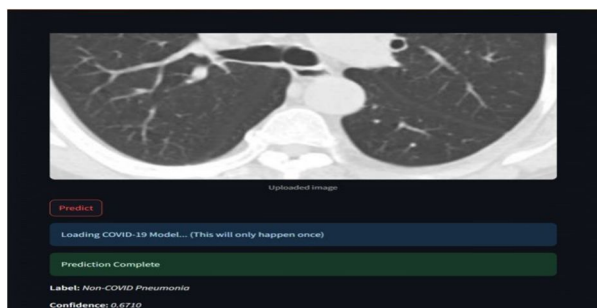 Uploaded image
Predict
Loading COVID-19 Model... (This will only happen once)
Prediction Complete
Label: Non-COVID Pneumonia
Confidence: 0.6710